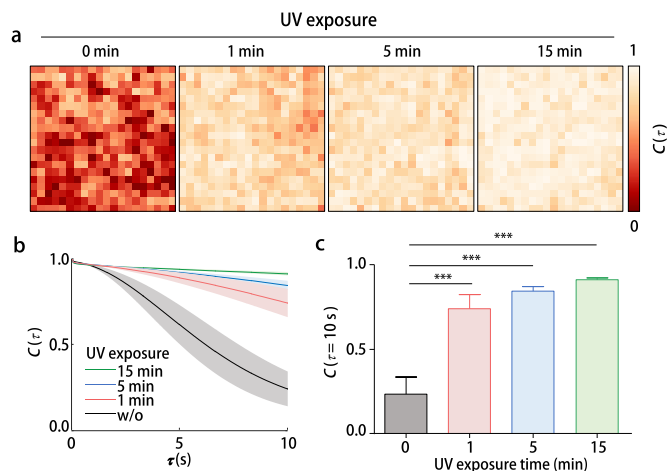 UV exposure
a
0 min 1 min 5 min 15 min
1
C(τ)
0
b
1.0
0.5
0.0
C(τ)
UV exposure
15 min
5 min
1 min
w/o
0 5 10
τ(s)
c
***
***
***
1.0
0.5
0.0
C(τ= 10 s)
0 1 5 15
UV exposure time (min)